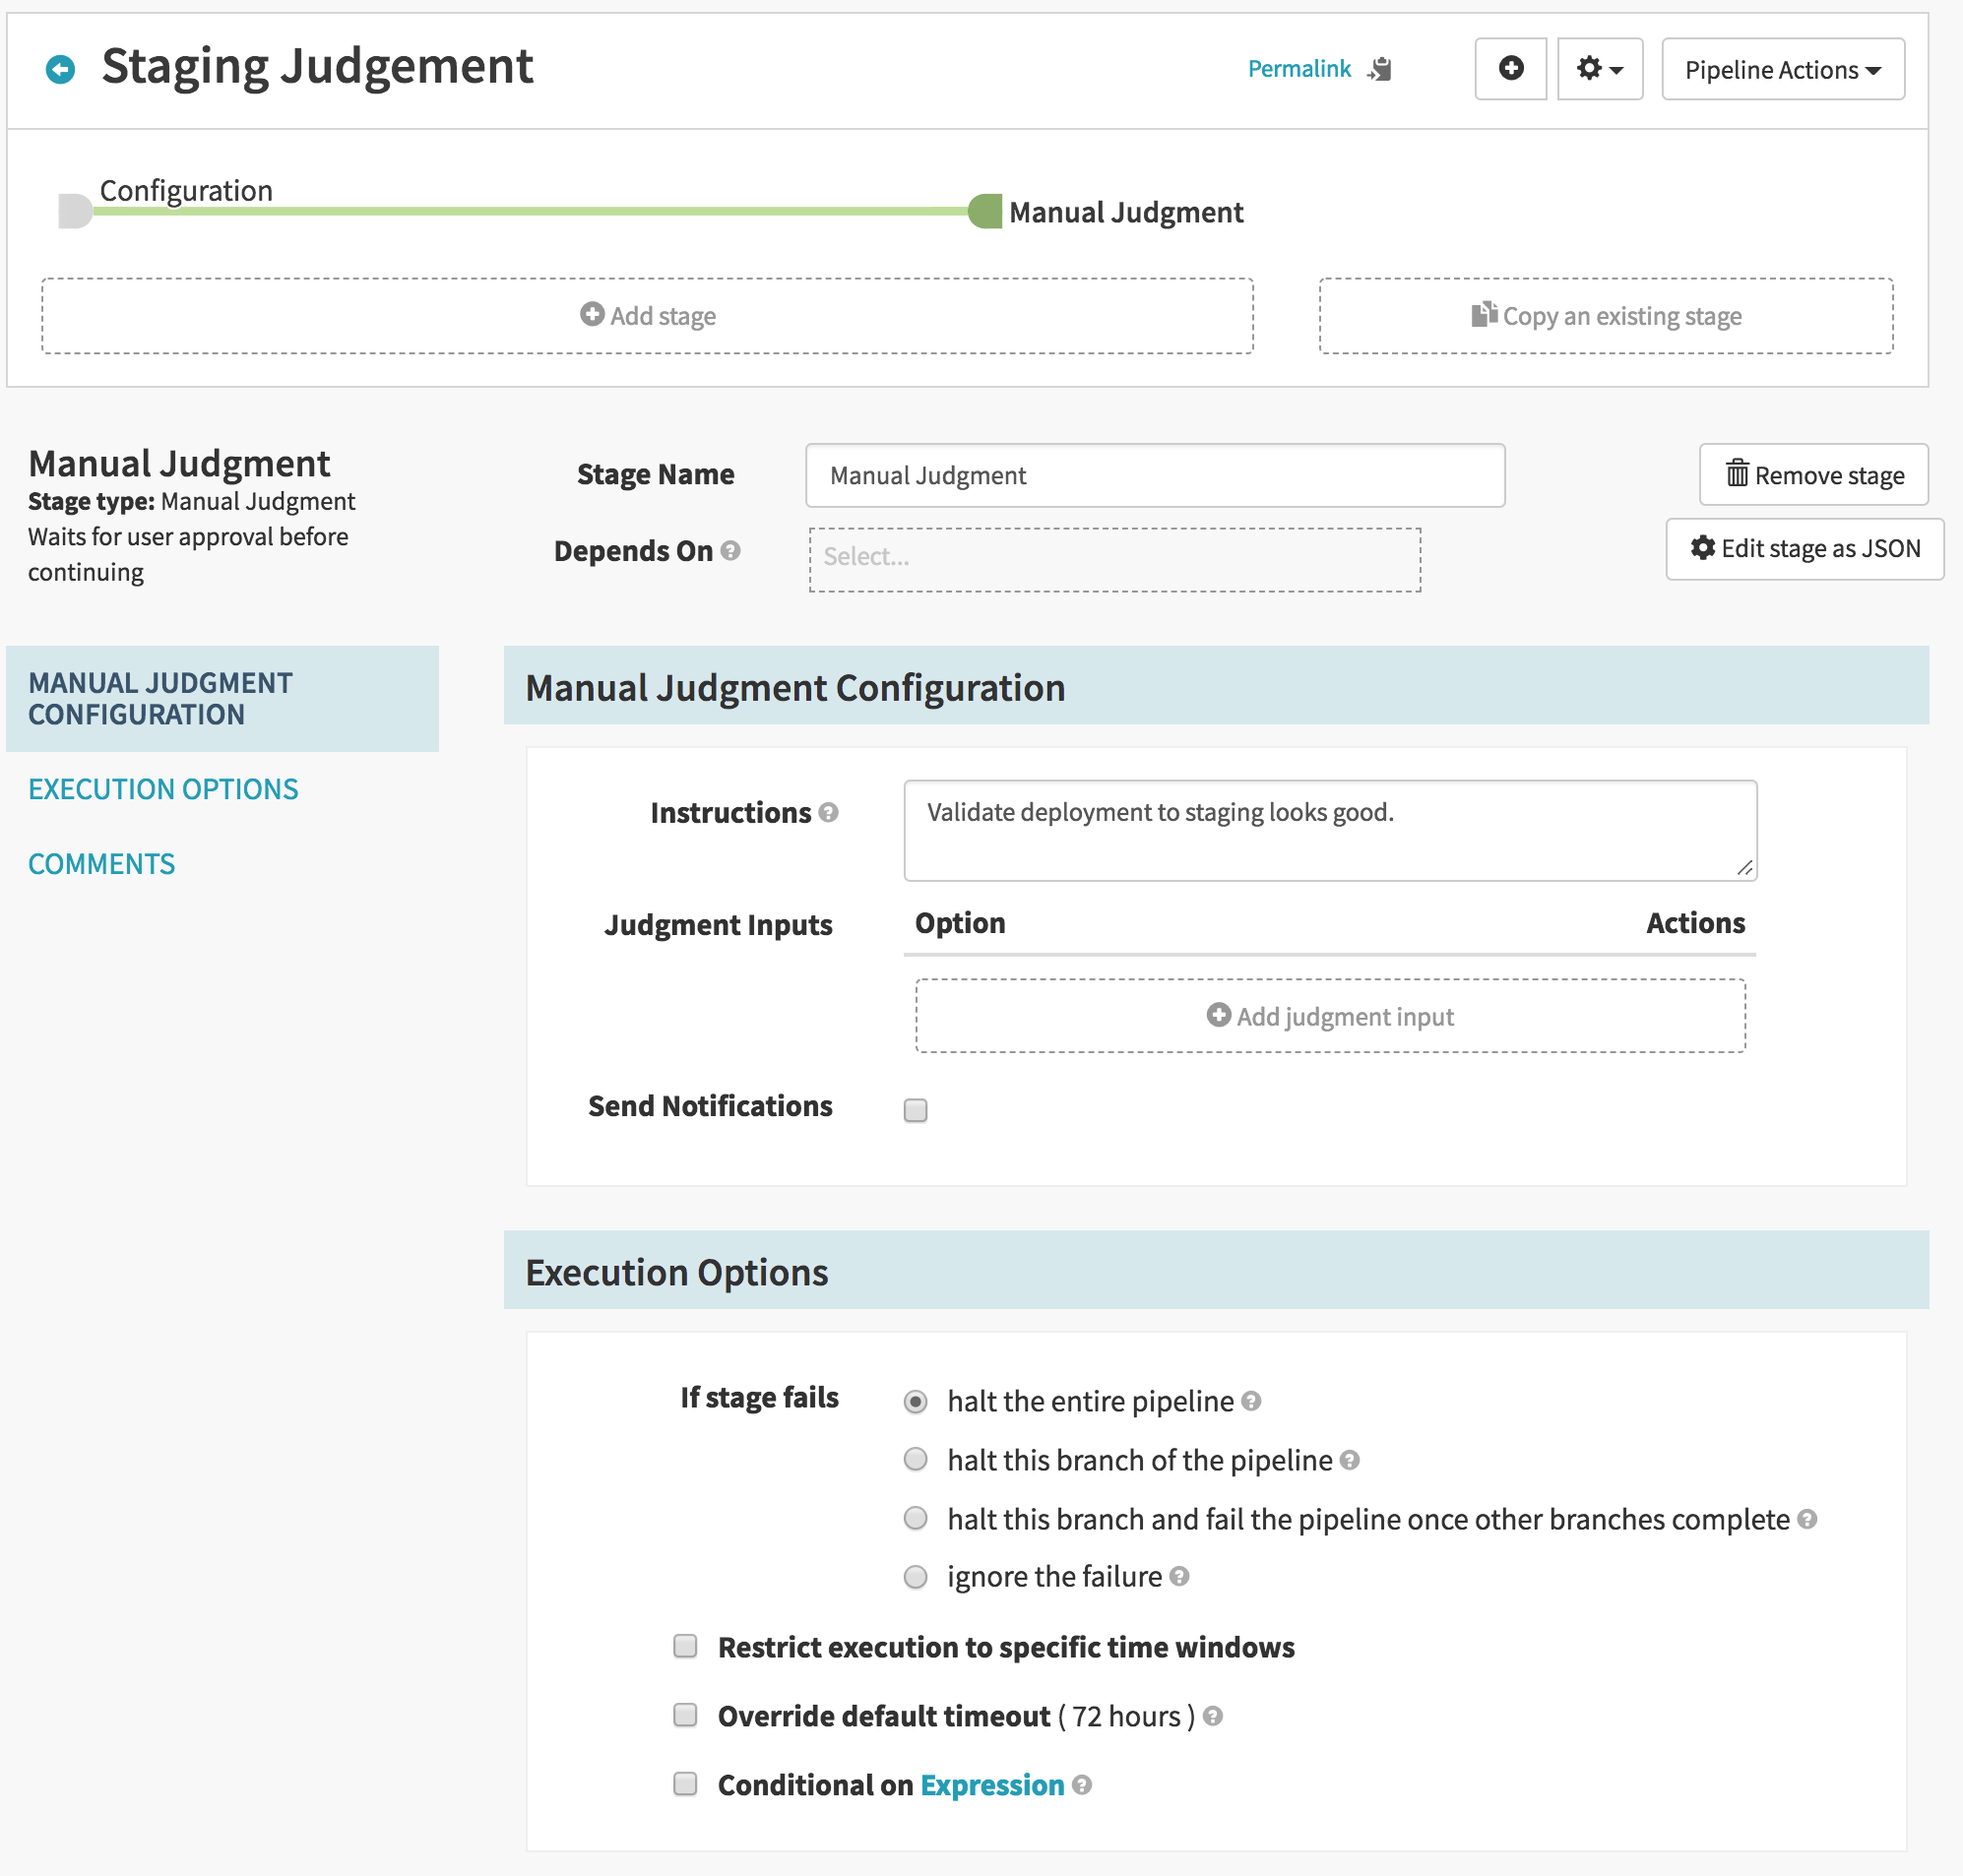 Staging Judgement
Permalink
Pipeline Actions
Configuration
Manual Judgment
Add stage
Copy an existing stage
Manual Judgment
Stage type: Manual Judgment
Waits for user approval before
continuing
Stage Name
Manual Judgment
Remove stage
Depends On
Select...
Edit stage as JSON
MANUAL JUDGMENT
CONFIGURATION
EXECUTION OPTIONS
COMMENTS
Manual Judgment Configuration
Instructions
Validate deployment to staging looks good.
Judgment Inputs
Option
Actions
Add judgment input
Send Notifications
Execution Options
If stage fails
halt the entire pipeline
halt this branch of the pipeline
halt this branch and fail the pipeline once other branches complete
ignore the failure
Restrict execution to specific time windows
Override default timeout ( 72 hours )
Conditional on Expression